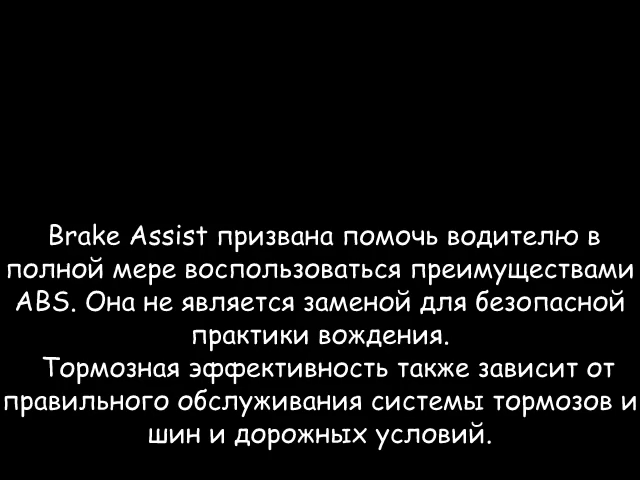 Brake Assist призвана помочь водителю в
полной мере воспользоваться преимуществами
ABS. Она не является заменой для безопасной
практики вождения.
Тормозная эффективность также зависит от
правильного обслуживания системы тормозов и
шин и дорожных условий.